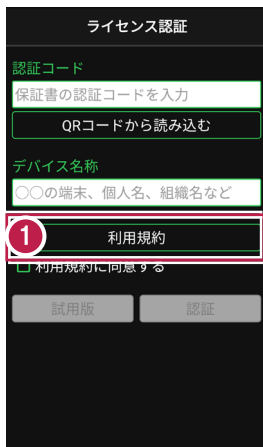 ライセンス認証
認証コード
保証書の認証コードを入力
QRコードから読み込む
デバイス名称
○○の端末、個人名、組織名など
1 利用規約
利用規約に同意する
試用版 認証